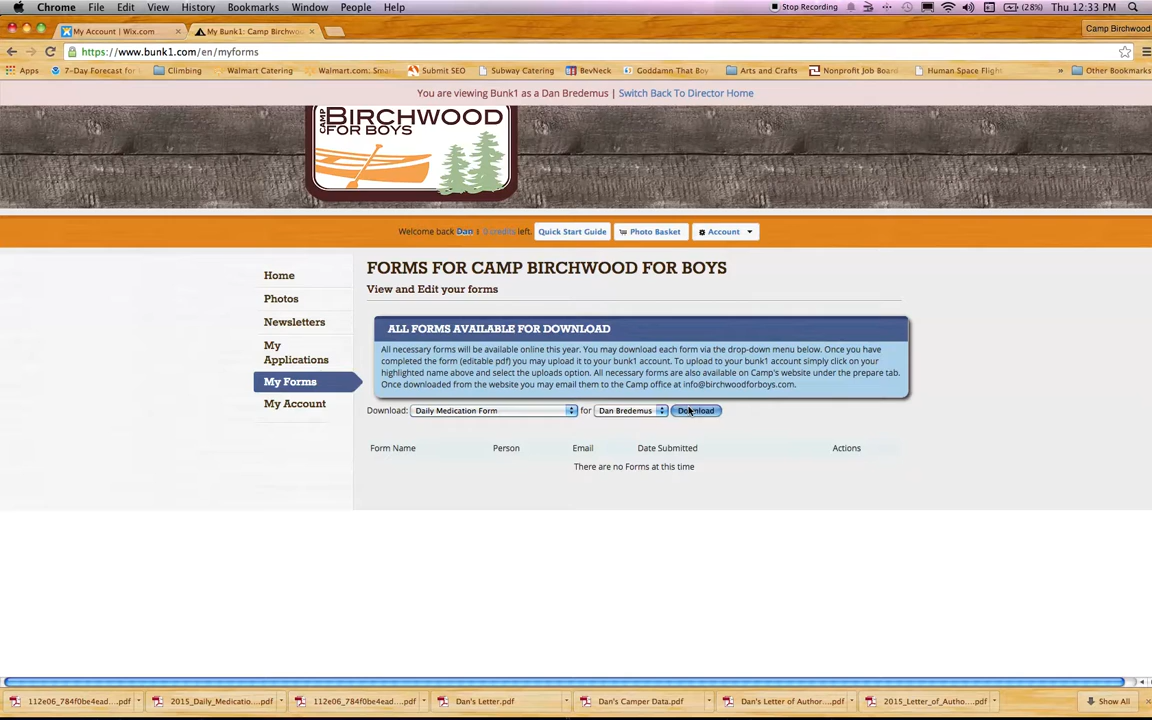 Chrome File Edit View History Bookmarks Window People Help Stop Recording (28%) Thu 12:33 PM
My Account | Wix.com × My Bunk1: Camp Birchwoo × Camp Birchwood
https://www.bunk1.com/en/myforms
Apps 7-Day Forecast for Climbing Walmart Catering Walmart.com: Sma Submit SEO Subway Catering BevNeck Goddamn That Boy Arts and Crafts Nonprofit Job Board Human Space Flight » Other Bookmarks
You are viewing Bunk1 as a Dan Bredemus | Switch Back To Director Home
CAMP BIRCHWOOD
FOR BOYS
Welcome back Dan | 0 credits left. Quick Start Guide Photo Basket Account
Home
Photos
Newsletters
My
Applications
My Forms
My Account
FORMS FOR CAMP BIRCHWOOD FOR BOYS
View and Edit your forms
ALL FORMS AVAILABLE FOR DOWNLOAD
All necessary forms will be available online this year. You may download each form via the drop-down menu below. Once you have
completed the form (editable pdf) you may upload it to your bunk1 account. To upload to your bunk1 account simply click on your
highlighted name above and select the uploads option. All necessary forms are also available on Camp's website under the prepare tab.
Once downloaded from the website you may email them to the Camp office at info@birchwoodforboys.com.
Download: Daily Medication Form for Dan Bredemus Download
Form Name Person Email Date Submitted Actions
There are no Forms at this time
112e06_784f0be4ead....pdf 2015_Daily_Medicatio....pdf 112e06_784f0be4ead....pdf Dan's Letter.pdf Dan's Camper Data.pdf Dan's Letter of Author....pdf 2015_Letter_of_Autho....pdf Show All